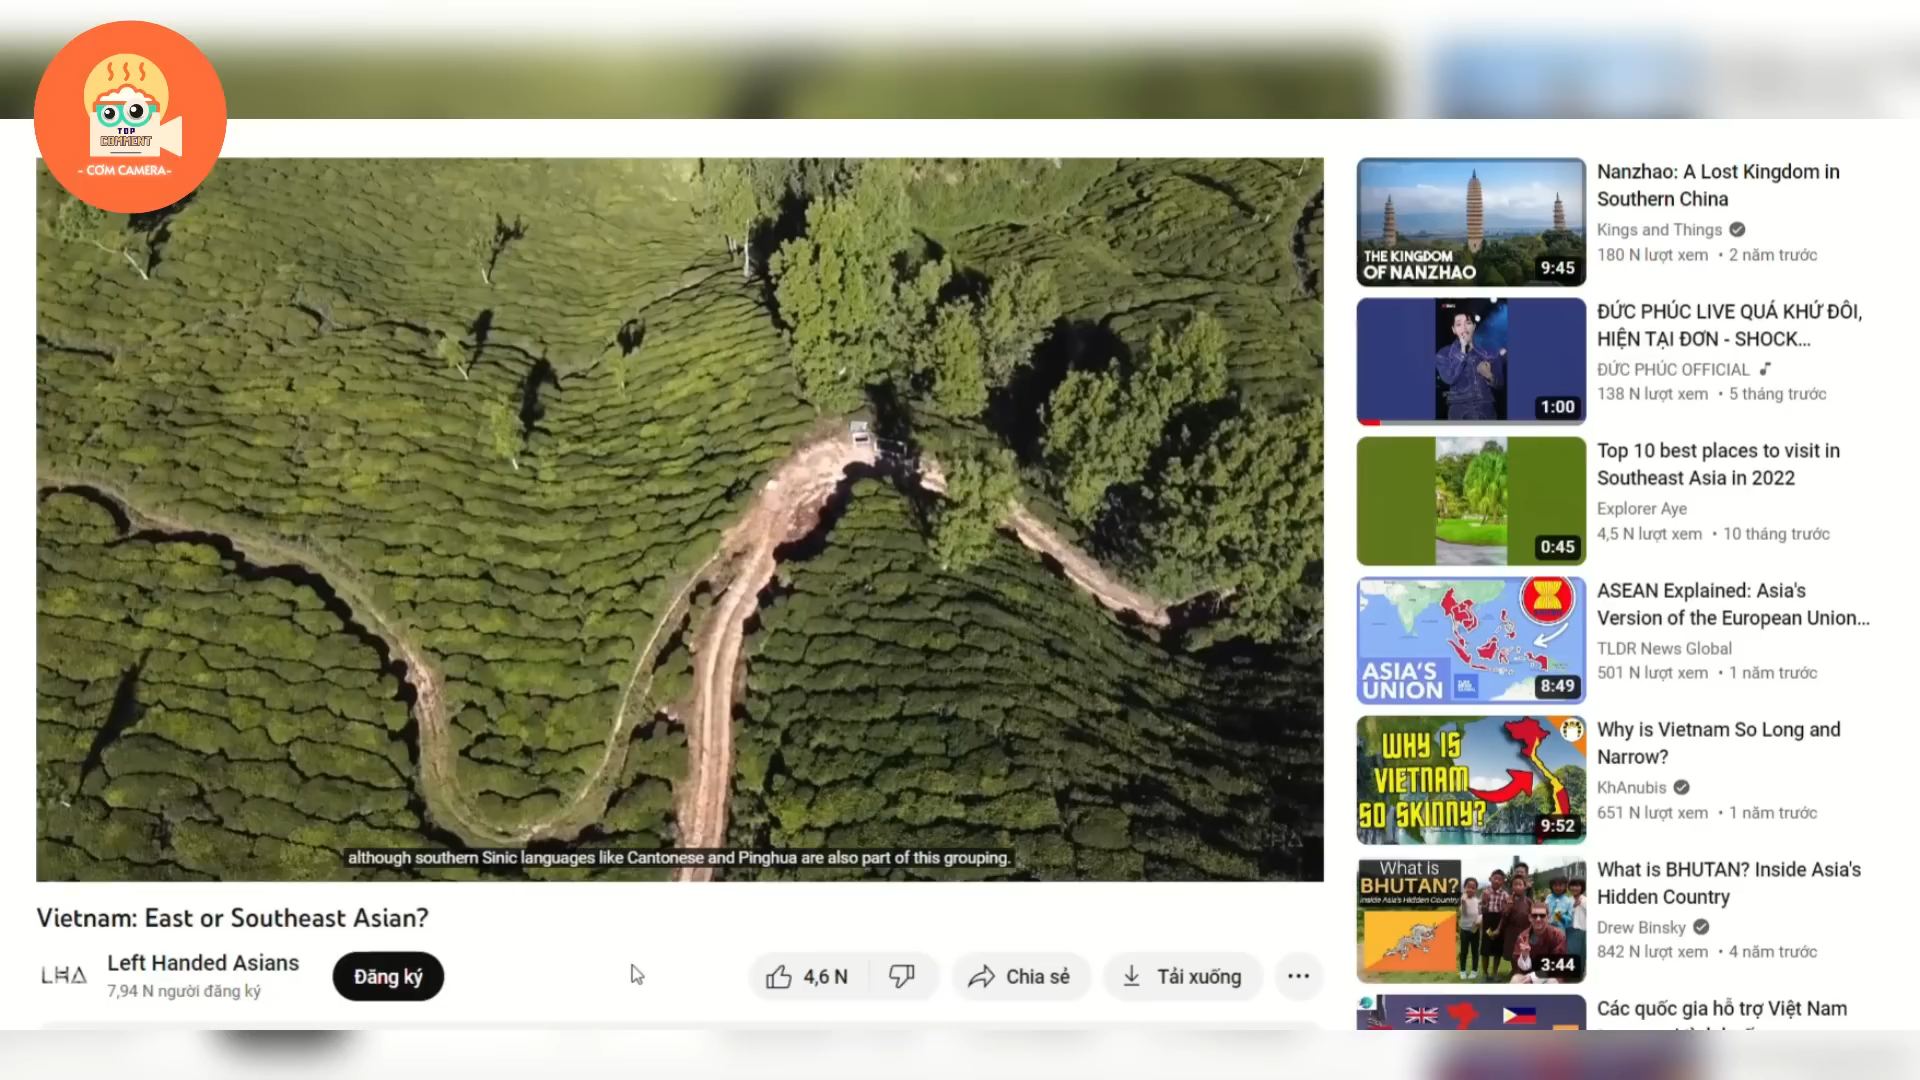 TOP
COMMENT
- CƠM CAMERA-
although southern Sinic languages like Cantonese and Pinghua are also part of this grouping.
Vietnam: East or Southeast Asian?
LHA
Left Handed Asians
7,94 N người đăng ký
Đăng ký
4,6 N
Chia sẻ
Tải xuống
THE KINGDOM
OF NANZHAO
9:45
Nanzhao: A Lost Kingdom in
Southern China
Kings and Things
180 N lượt xem • 2 năm trước
1:00
ĐỨC PHÚC LIVE QUÁ KHỨ ĐÔI,
HIỆN TẠI ĐƠN - SHOCK...
ĐỨC PHÚC OFFICIAL
138 N lượt xem • 5 tháng trước
0:45
Top 10 best places to visit in
Southeast Asia in 2022
Explorer Aye
4,5 N lượt xem • 10 tháng trước
ASIA'S
UNION
8:49
ASEAN Explained: Asia's
Version of the European Union...
TLDR News Global
501 N lượt xem • 1 năm trước
WHY IS
VIETNAM
SO SKINNY?
9:52
Why is Vietnam So Long and
Narrow?
KhAnubis
651 N lượt xem • 1 năm trước
What is
BHUTAN?
Inside Asia's Hidden Country
3:44
What is BHUTAN? Inside Asia's
Hidden Country
Drew Binsky
842 N lượt xem • 4 năm trước
Các quốc gia hỗ trợ Việt Nam